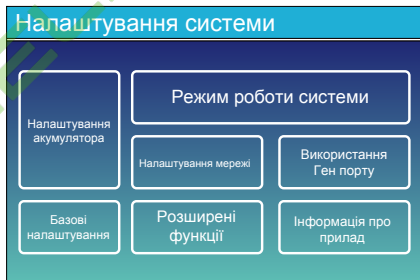 Налаштування системи
Режим роботи системи
Налаштування
акумулятора
Налаштування мережі
Використання
Ген порту
Базові
налаштування
Розширені
функції
Інформація про
прилад